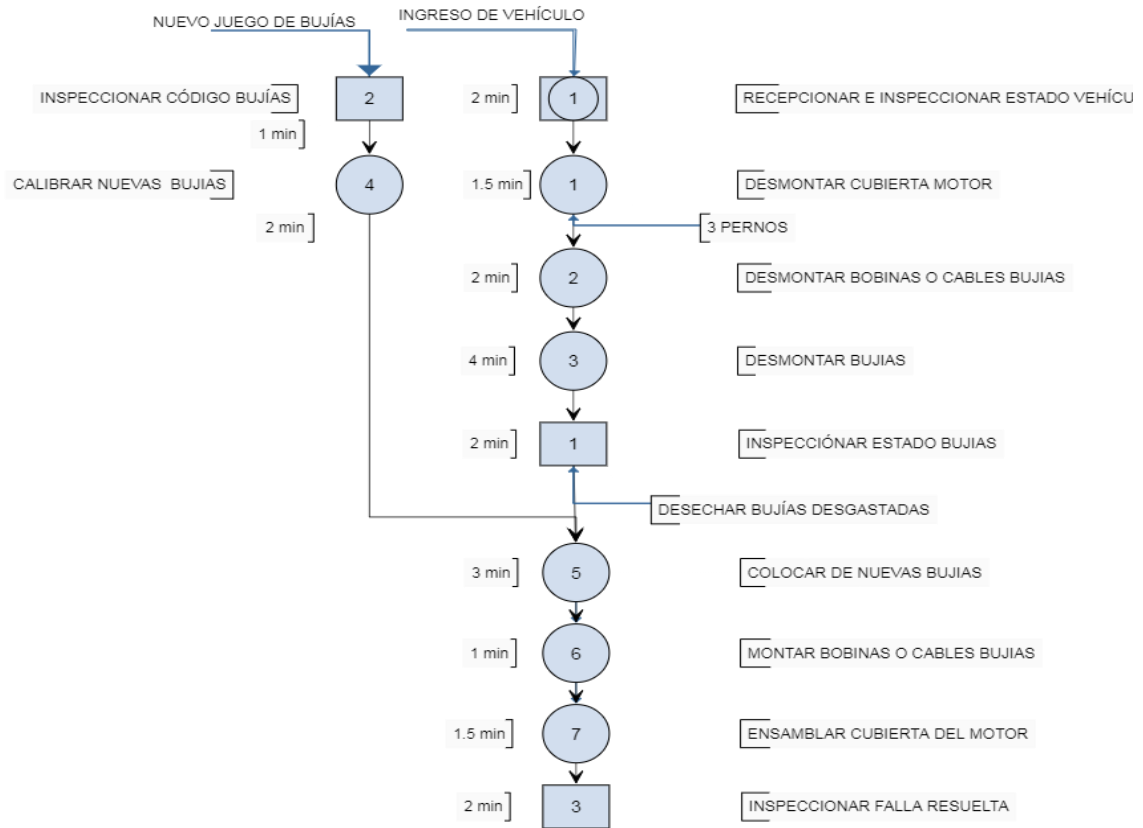 NUEVO JUEGO DE BUJÍAS
INGRESO DE VEHÍCULO
INSPECCIONAR CÓDIGO BUJÍAS
2
2 min
1
RECEPCIONAR E INSPECCIONAR ESTADO VEHÍCU
1 min
CALIBRAR NUEVAS BUJIAS
4
1.5 min
1
DESMONTAR CUBIERTA MOTOR
2 min
3 PERNOS
2 min
2
DESMONTAR BOBINAS O CABLES BUJIAS
4 min
3
DESMONTAR BUJIAS
2 min
1
INSPECCIÓNAR ESTADO BUJIAS
DESECHAR BUJÍAS DESGASTADAS
3 min
5
COLOCAR DE NUEVAS BUJIAS
1 min
6
MONTAR BOBINAS O CABLES BUJIAS
1.5 min
7
ENSAMBLAR CUBIERTA DEL MOTOR
2 min
3
INSPECCIONAR FALLA RESUELTA